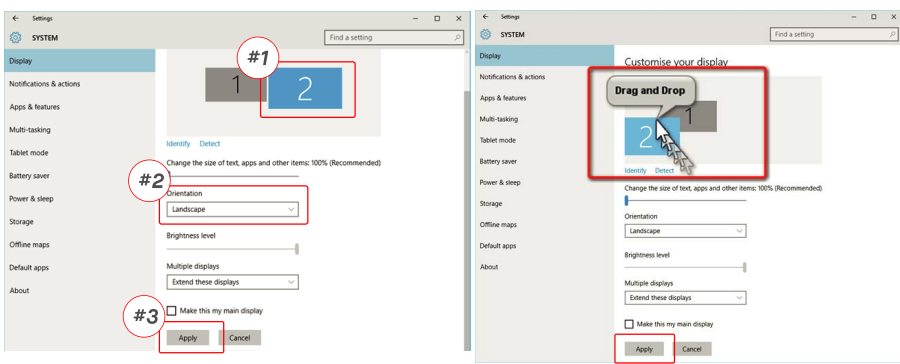 Settings
SYSTEM
Find a setting
Display
Notifications & actions
Apps & features
Multi-tasking
Tablet mode
Battery saver
Power & sleep
Storage
Offline maps
Default apps
About
#1
1
2
Identify Detect
Change the size of text, apps and other items: 100% (Recommended)
#2
Orientation
Landscape
Brightness level
Multiple displays
Extend these displays
Make this my main display
#3
Apply Cancel
Settings
SYSTEM
Find a setting
Display
Notifications & actions
Apps & features
Multi-tasking
Tablet mode
Battery saver
Power & sleep
Storage
Offline maps
Default apps
About
Customise your display
Drag and Drop
1
2
Identify Detect
Change the size of text, apps and other items: 100% (Recommended)
Orientation
Landscape
Brightness level
Multiple displays
Extend these displays
Make this my main display
Apply Cancel